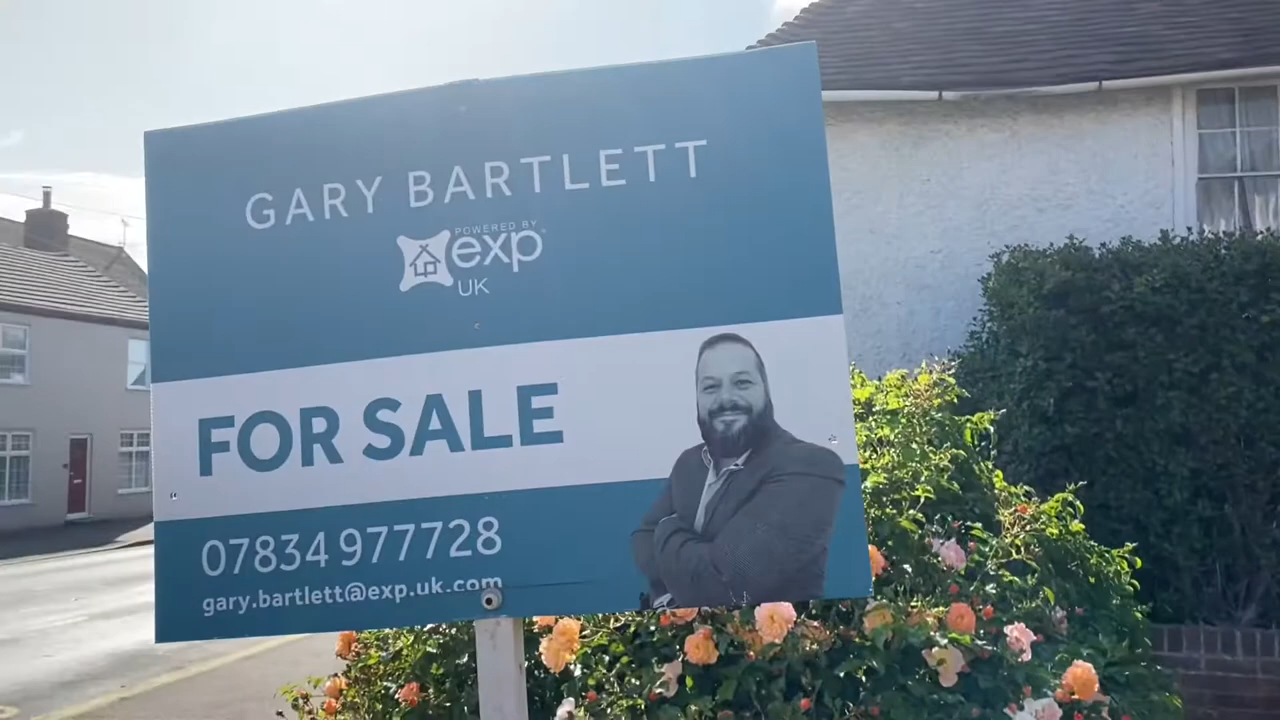 GARY BARTLETT
POWERED BY
exp
UK
FOR SALE
07834 977728
gary.bartlett@exp.uk.com